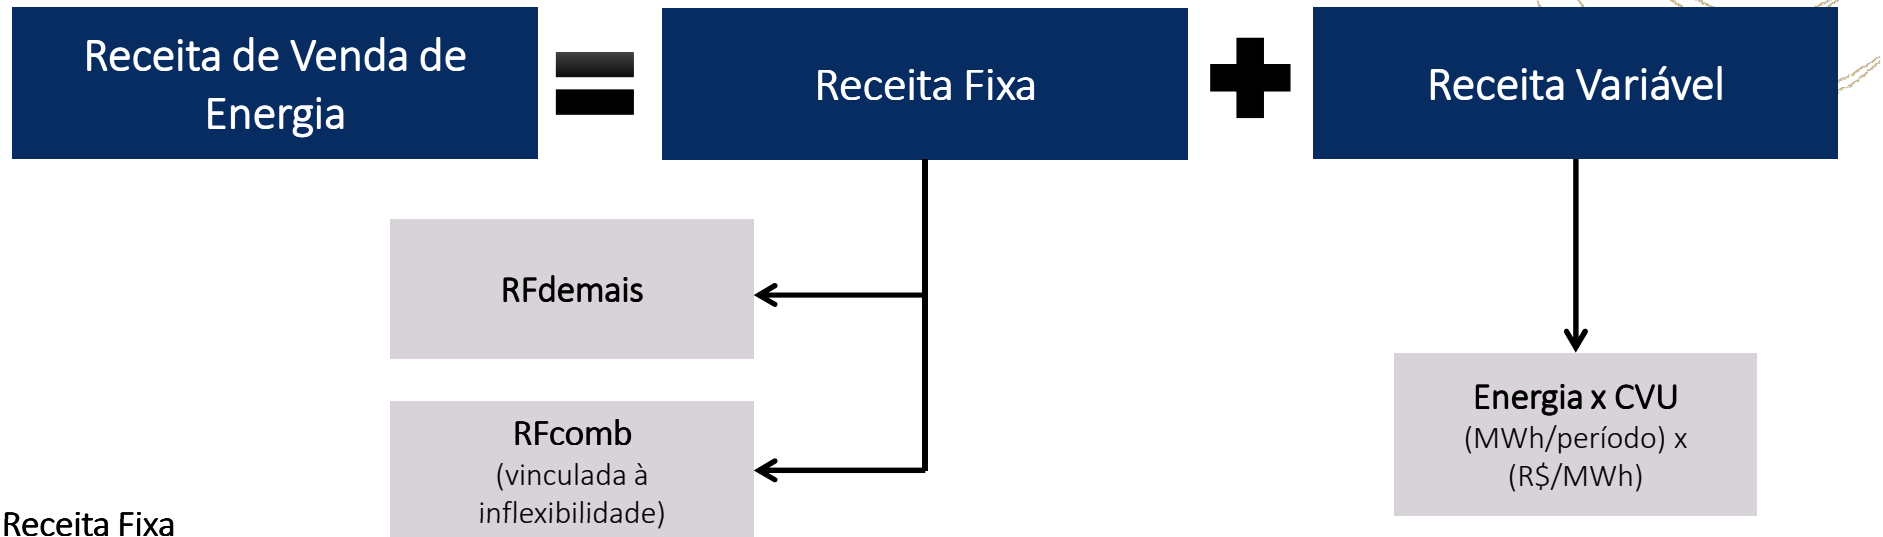 Receita de Venda de
Energia
Receita Fixa
Receita Variável
RFdemais
RFcomb
(vinculada à
inflexibilidade)
Energia x CVU
(MWh/período) x
(R$/MWh)
Receita Fixa